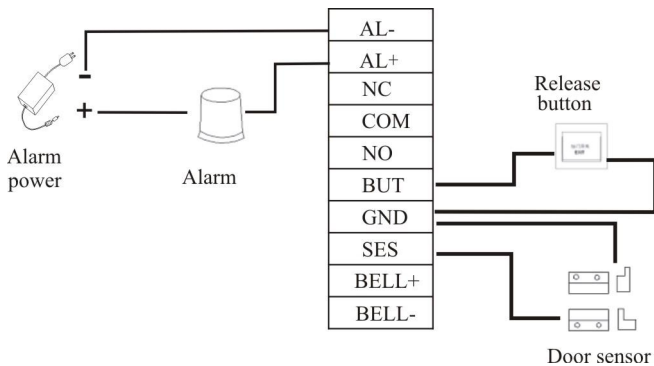 AL-
AL+
NC
COM
NO
BUT
GND
SES
BELL+
BELL-
-
+
Alarm
power
Alarm
Release
button
Door sensor